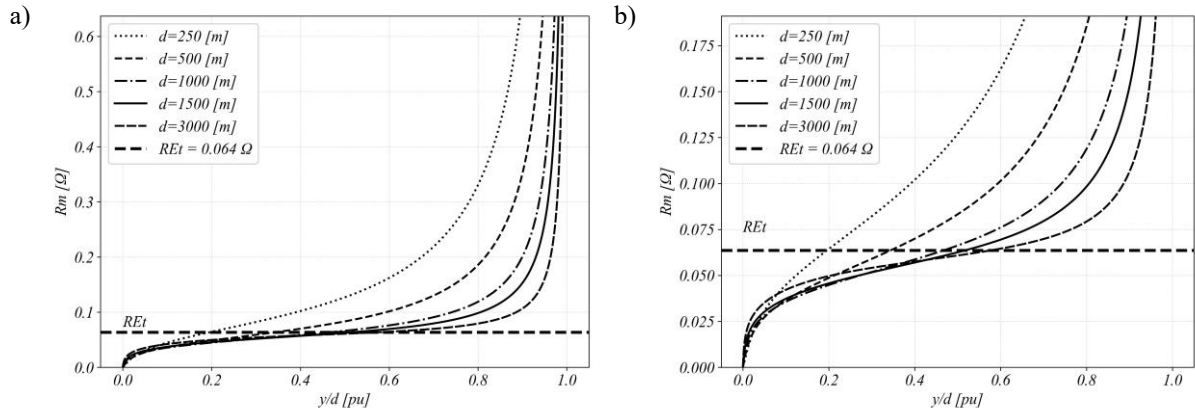 a)
Rm [Ω]
0.6
0.5
0.4
0.3
0.2
0.1
0.0
d=250 [m]
d=500 [m]
d=1000 [m]
d=1500 [m]
d=3000 [m]
REt = 0.064 Ω
REt
0.0 0.2 0.4 0.6 0.8 1.0
y/d [pu]
b)
Rm [Ω]
0.175
0.150
0.125
0.100
0.075
0.050
0.025
0.000
d=250 [m]
d=500 [m]
d=1000 [m]
d=1500 [m]
d=3000 [m]
REt = 0.064 Ω
REt
0.0 0.2 0.4 0.6 0.8 1.0
y/d [pu]